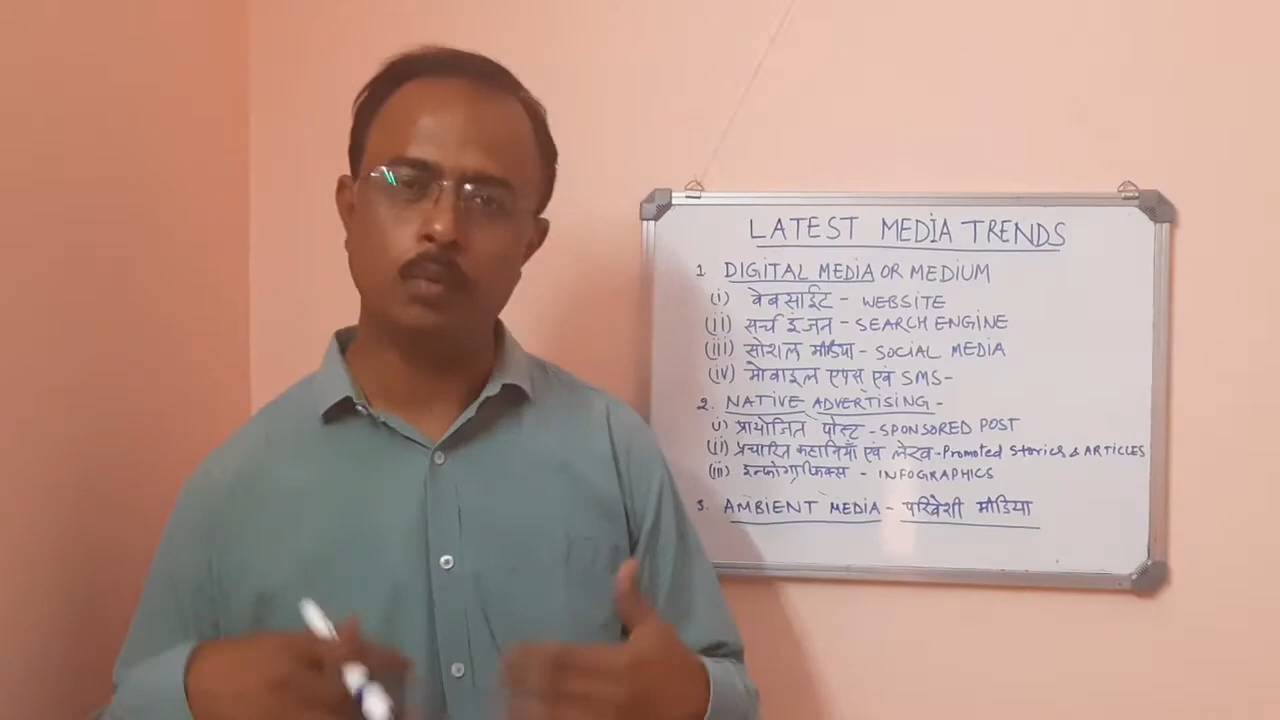 LATEST MEDIA TRENDS
1. DIGITAL MEDIA OR MEDIUM
(i) वेबसाईट - WEBSITE
(ii) सर्च इंजन - SEARCH ENGINE
(iii) सोशल मीडिया - SOCIAL MEDIA
(iv) मोबाइल एप्स एवं SMS-
2. NATIVE ADVERTISING -
i) प्रायोजित पोस्ट - SPONSORED POST
(ii) प्रचारित कहानियाँ एवं लेख - Promoted Stories & ARTICLES
(iii) इन्फोग्राफिक्स - INFOGRAPHICS
3. AMBIENT MEDIA - परिवेशी मीडिया